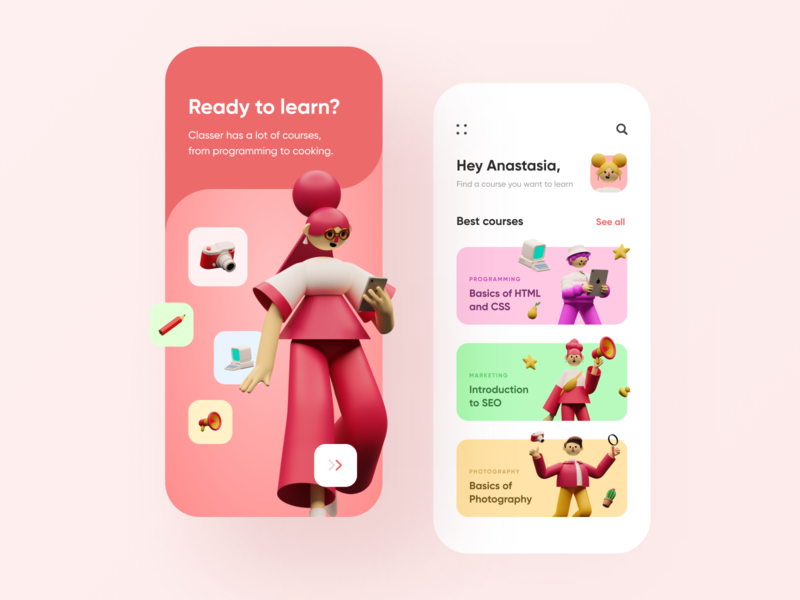 Ready to learn?
Classer has a lot of courses,
from programming to cooking.
Hey Anastasia,
Find a course you want to learn
Best courses
See all
PROGRAMMING
Basics of HTML
and CSS
MARKETING
Introduction
to SEO
PHOTOGRAPHY
Basics of
Photography